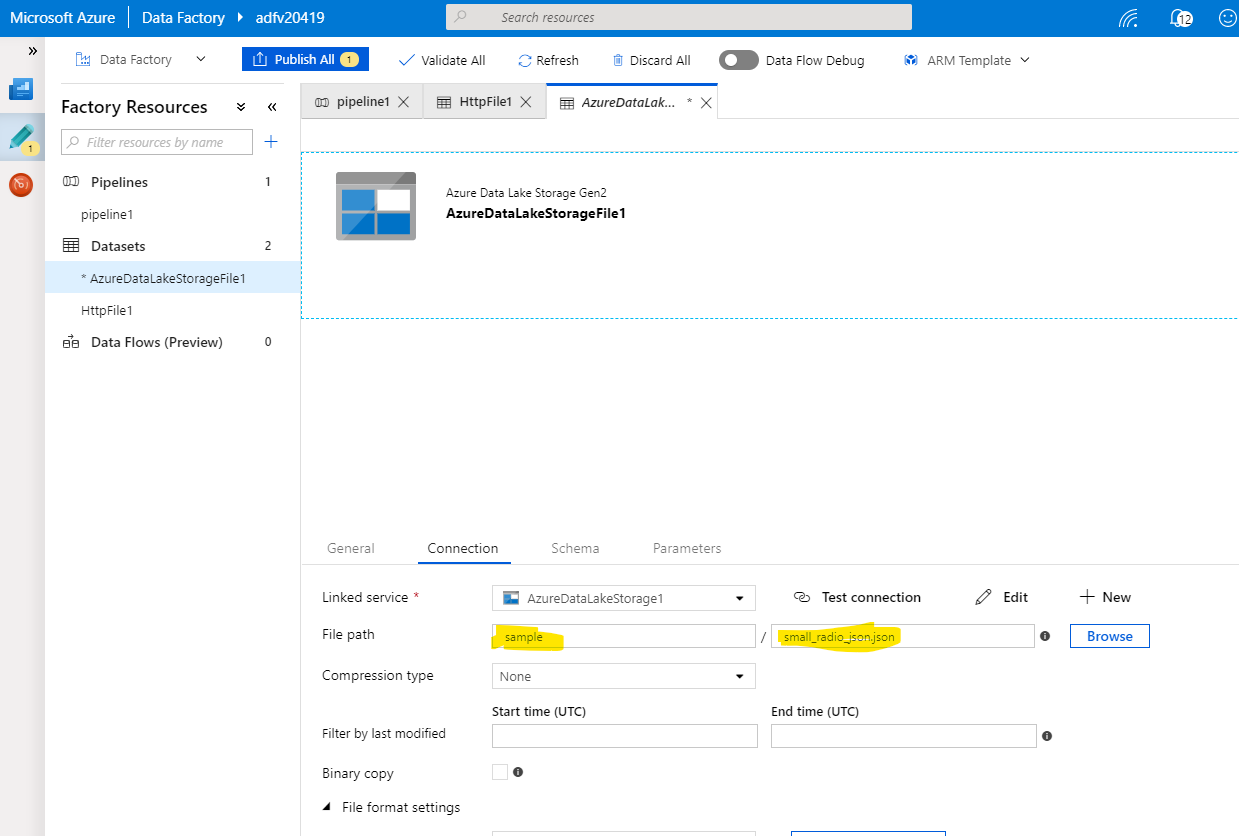 Microsoft Azure Data Factory adfv20419 Search resources 12
» Data Factory Publish All 1 Validate All Refresh Discard All Data Flow Debug ARM Template
Factory Resources «
pipeline1 HttpFile1 AzureDataLak... *
Filter resources by name
1
Pipelines 1
pipeline1
Datasets 2
* AzureDataLakeStorageFile1
HttpFile1
Data Flows (Preview) 0
Azure Data Lake Storage Gen2
AzureDataLakeStorageFile1
General Connection Schema Parameters
Linked service * AzureDataLakeStorage1 Test connection Edit New
File path sample / small_radio_json.json Browse
Compression type None
Start time (UTC) End time (UTC)
Filter by last modified
Binary copy
File format settings